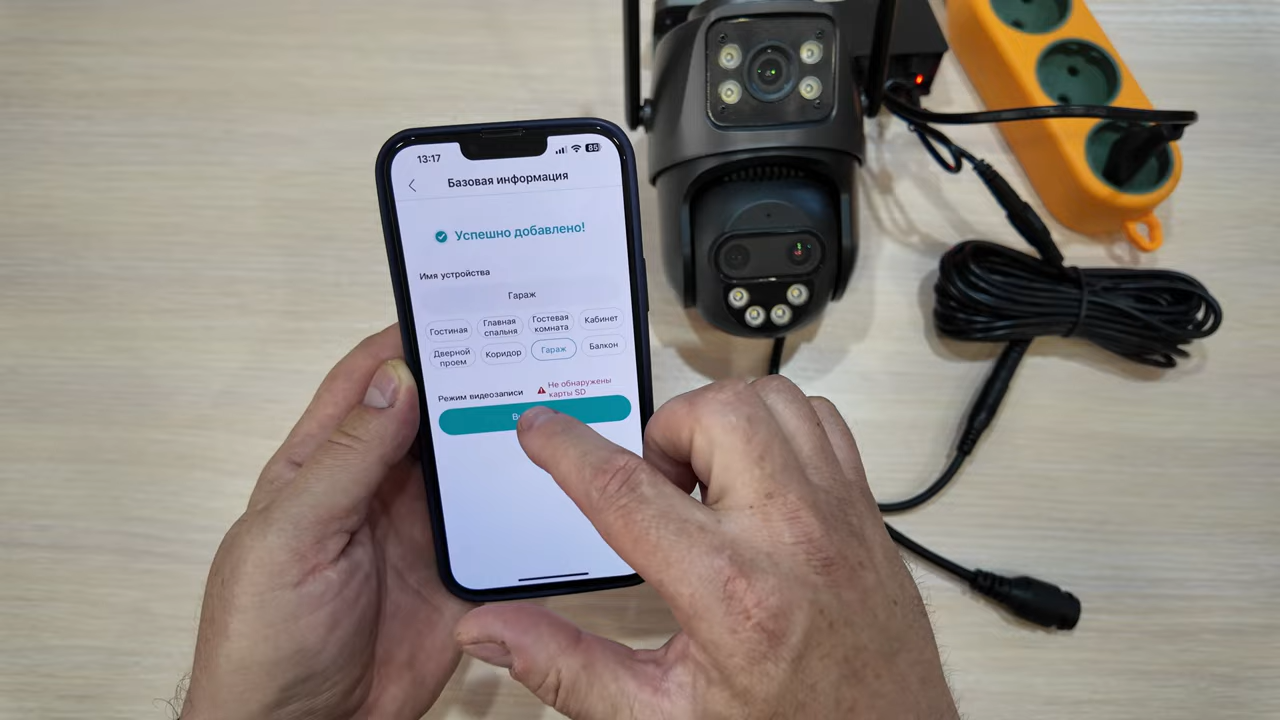 13:17
85
Базовая информация
Успешно добавлено!
Имя устройства
Гараж
Гостиная
Главная
спальня
Гостевая
комната
Кабинет
Дверной
проем
Коридор
Гараж
Балкон
Режим видеозаписи
Не обнаружены
карты SD